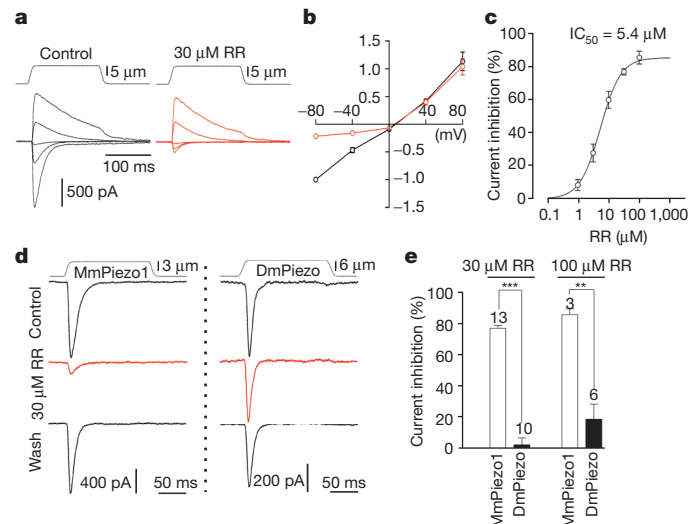 a
Control
30 μM RR
5 μm
5 μm
100 ms
500 pA
b
1.5
1.0
0.5
−80 −40
40 80
(mV)
−0.5
−1.0
−1.5
c
IC50 = 5.4 μM
Current inhibition (%)
100
80
60
40
20
0
0.1 1 10 100 1,000
RR (μM)
d
MmPiezo1
3 μm
DmPiezo
6 μm
Control
30 μM RR
Wash
400 pA
50 ms
200 pA
50 ms
e
30 μM RR 100 μM RR
*** **
Current inhibition (%)
100
80
60
40
20
0
13
10
3
6
MmPiezo1
DmPiezo
MmPiezo1
DmPiezo